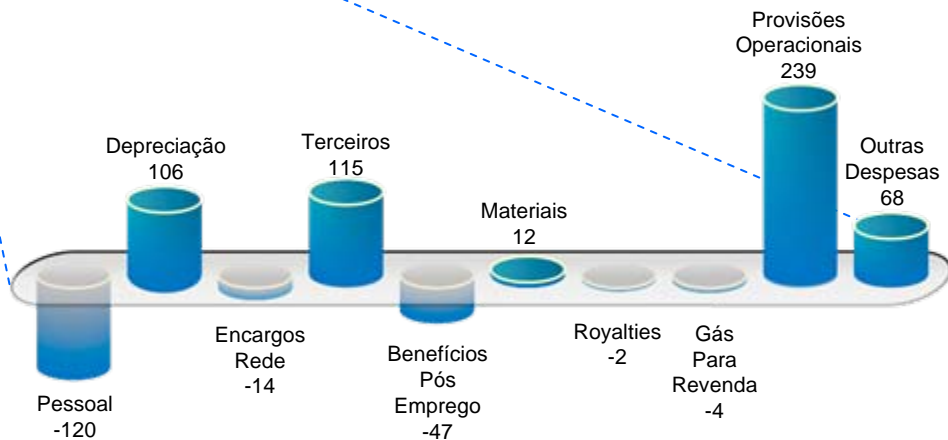 Pessoal
-120
Depreciação
106
Encargos
Rede
-14
Terceiros
115
Benefícios
Pós
Emprego
-47
Materiais
12
Royalties
-2
Gás
Para
Revenda
-4
Provisões
Operacionais
239
Outras
Despesas
68